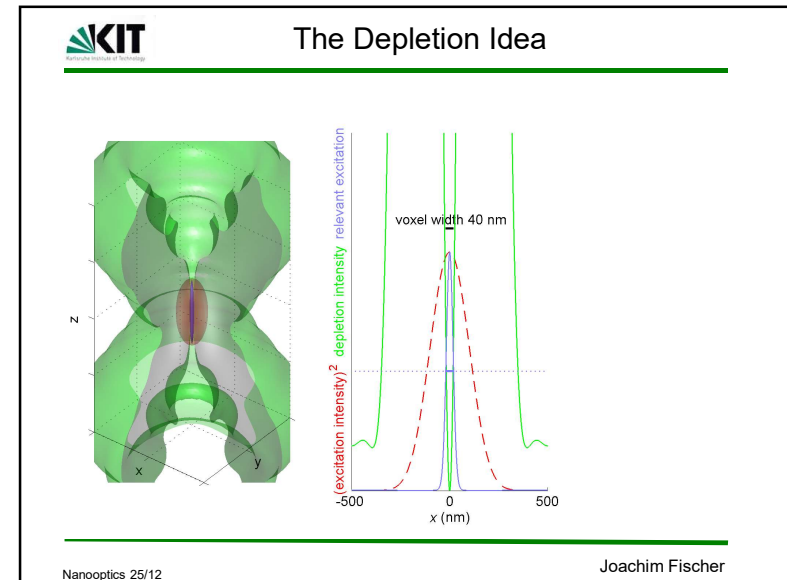 KIT
Karlsruhe Institute of Technology
The Depletion Idea
z
x
y
(excitation intensity)² depletion intensity relevant excitation
voxel width 40 nm
-500 0 500
x (nm)
Nanooptics 25/12
Joachim Fischer